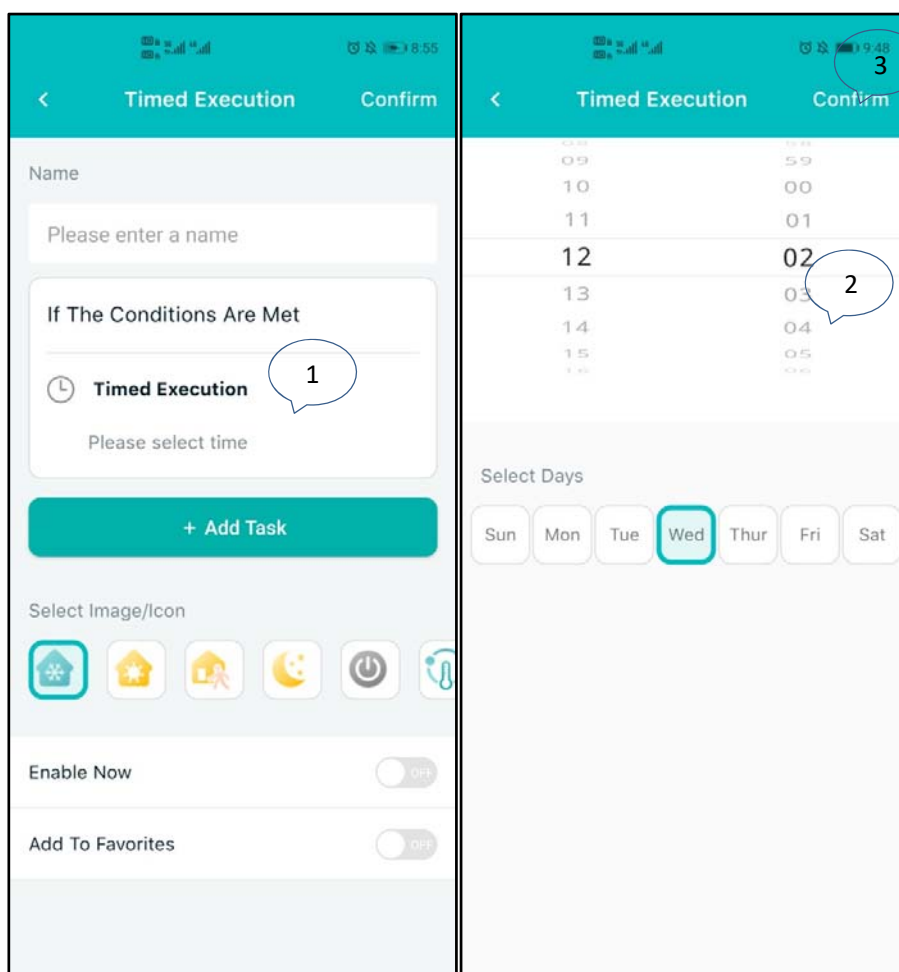 8:55
< Timed Execution Confirm
Name
Please enter a name
If The Conditions Are Met
Timed Execution
1
Please select time
+ Add Task
Select Image/Icon
Enable Now
OFF
Add To Favorites
OFF
9:48
3
< Timed Execution Confirm
09 59
10 00
11 01
12 02
13 03
2
14 04
15 05
Select Days
Sun Mon Tue Wed Thur Fri Sat